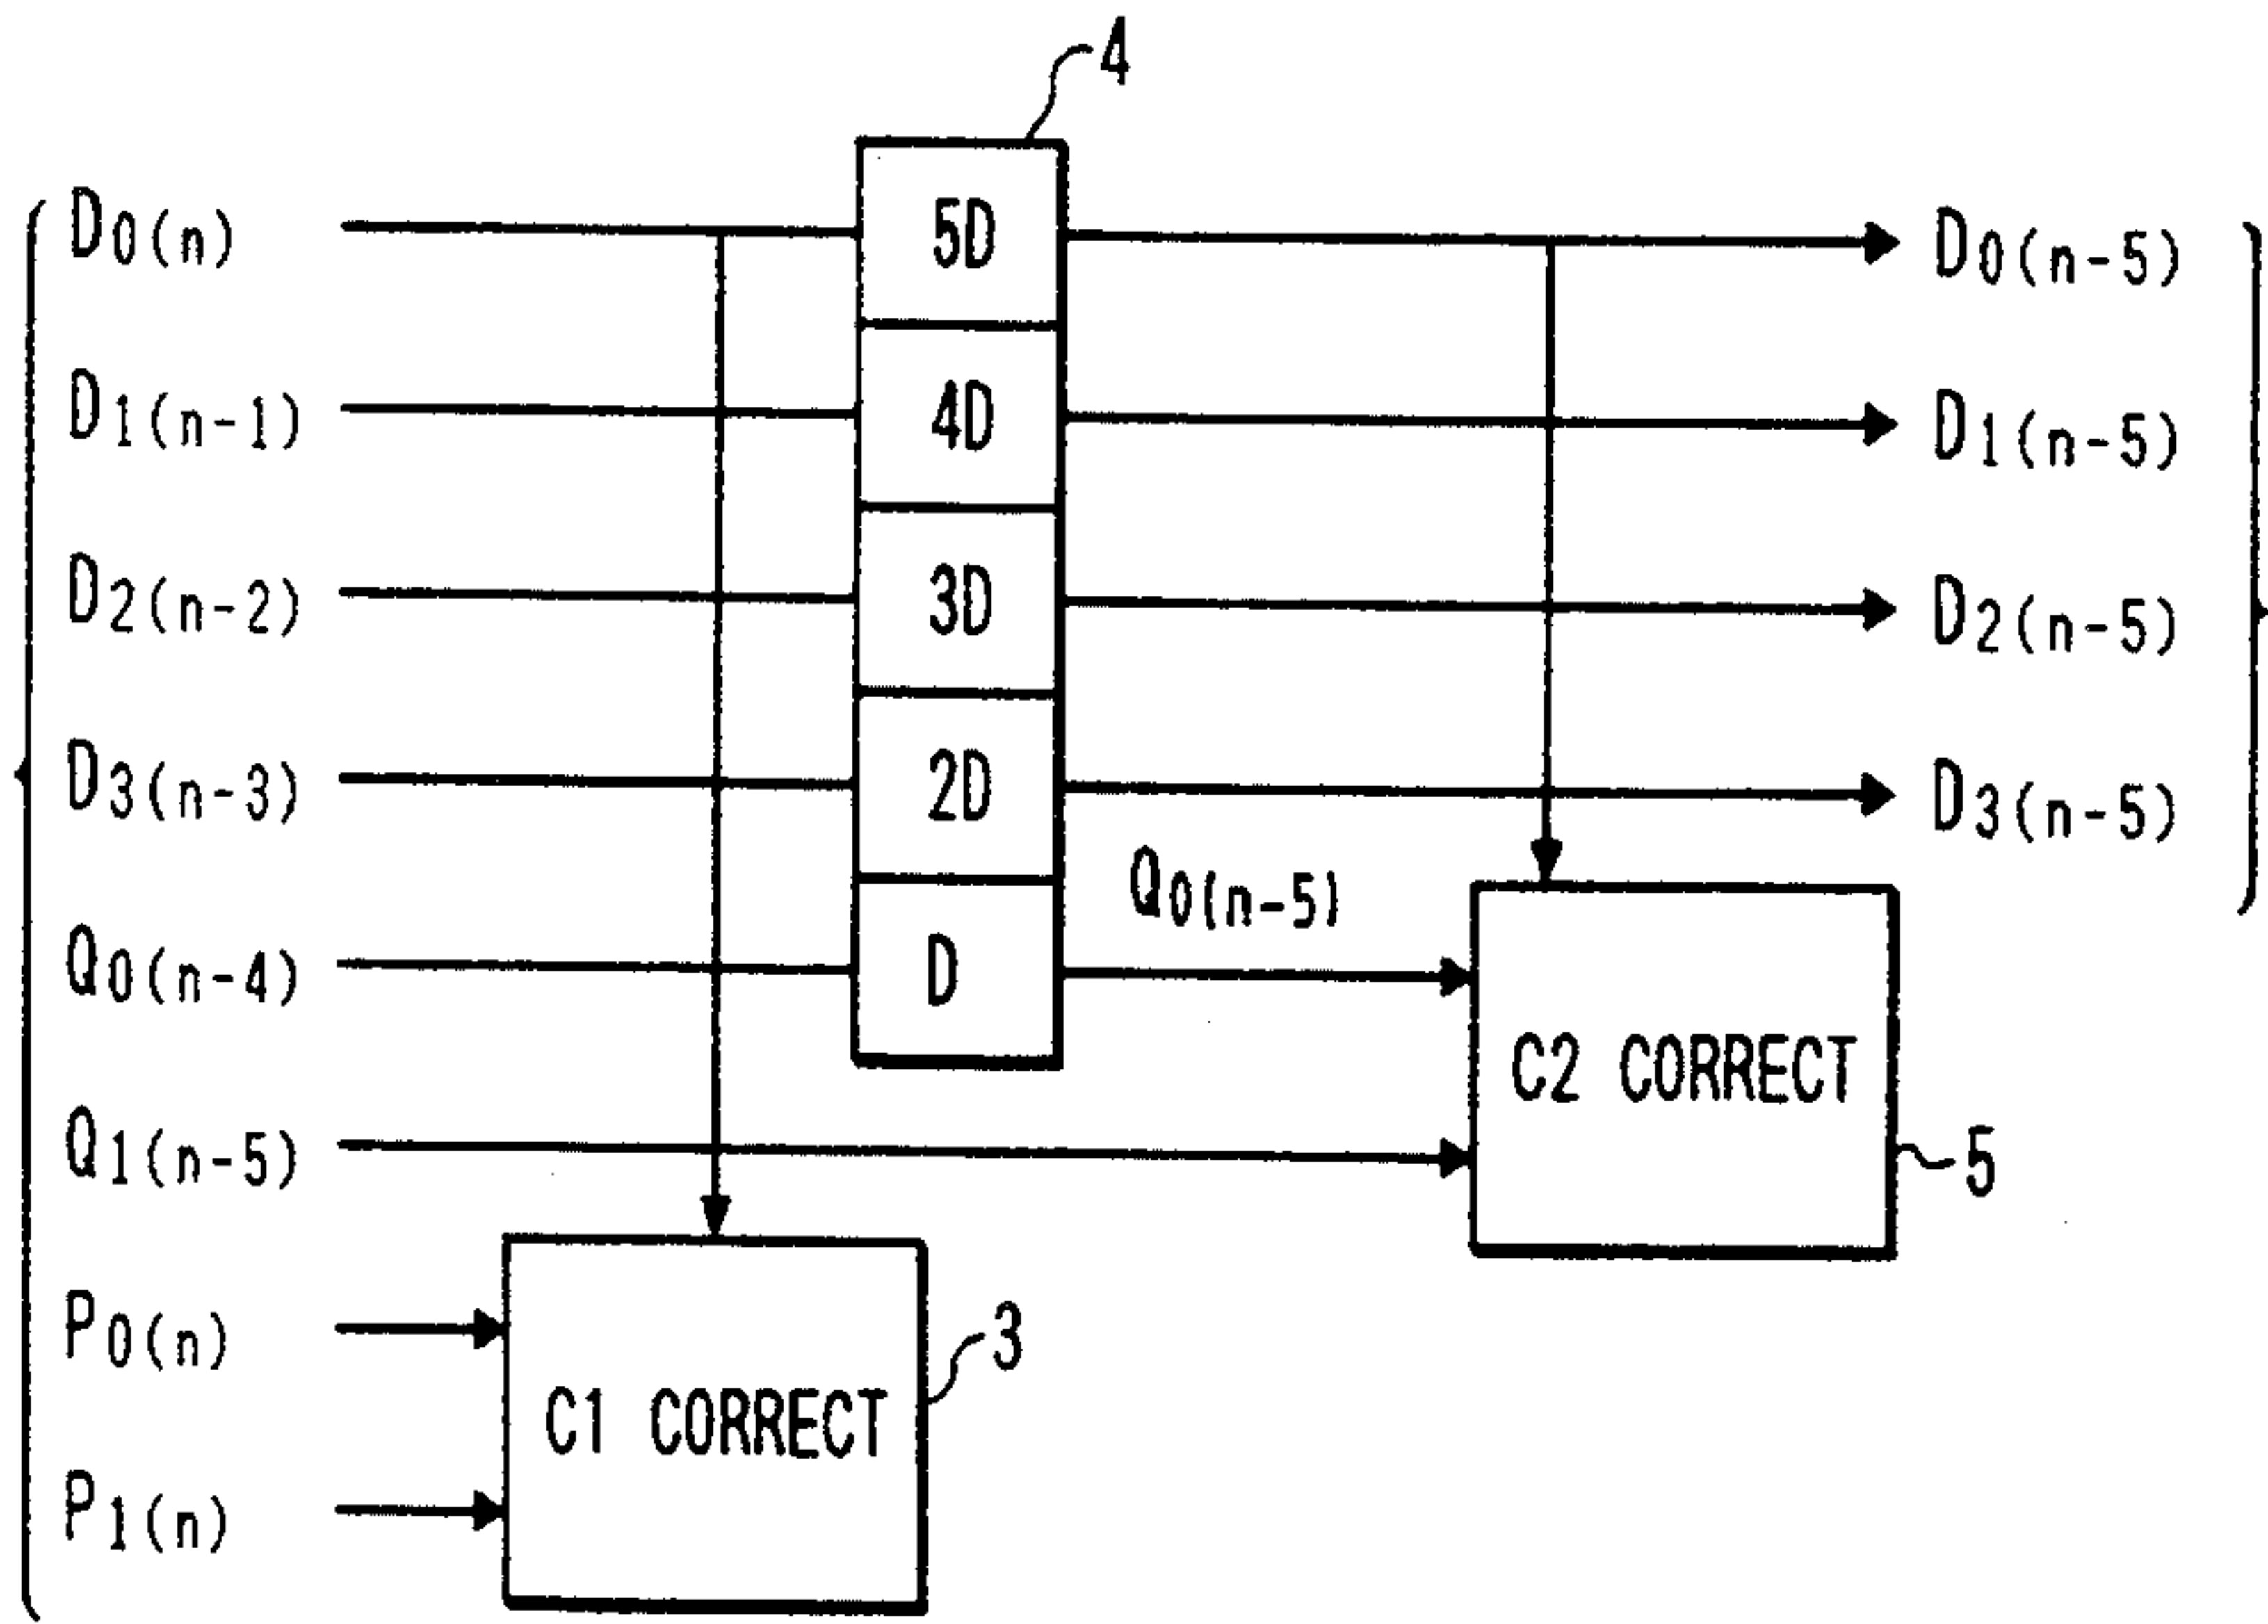 4
D0(n) 5D D0(n-5)
D1(n-1) 4D D1(n-5)
D2(n-2) 3D D2(n-5)
D3(n-3) 2D D3(n-5)
Q0(n-5)
Q0(n-4) D
C2 CORRECT
Q1(n-5) 5
P0(n) 3
C1 CORRECT
P1(n)